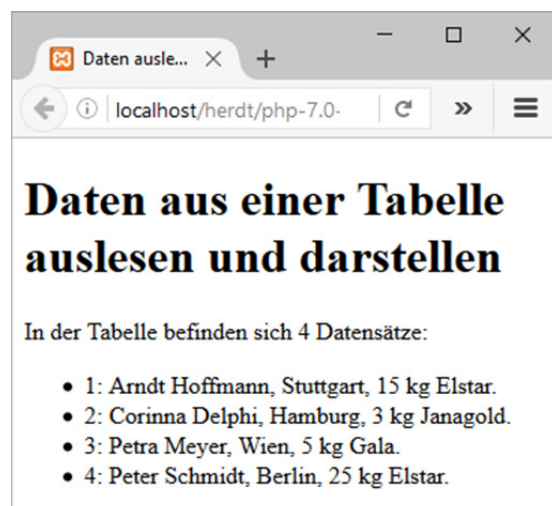 Daten ausle...
localhost/herdt/php-7.0-
Daten aus einer Tabelle
auslesen und darstellen
In der Tabelle befinden sich 4 Datensätze:
1: Arndt Hoffmann, Stuttgart, 15 kg Elstar.
2: Corinna Delphi, Hamburg, 3 kg Janagold.
3: Petra Meyer, Wien, 5 kg Gala.
4: Peter Schmidt, Berlin, 25 kg Elstar.